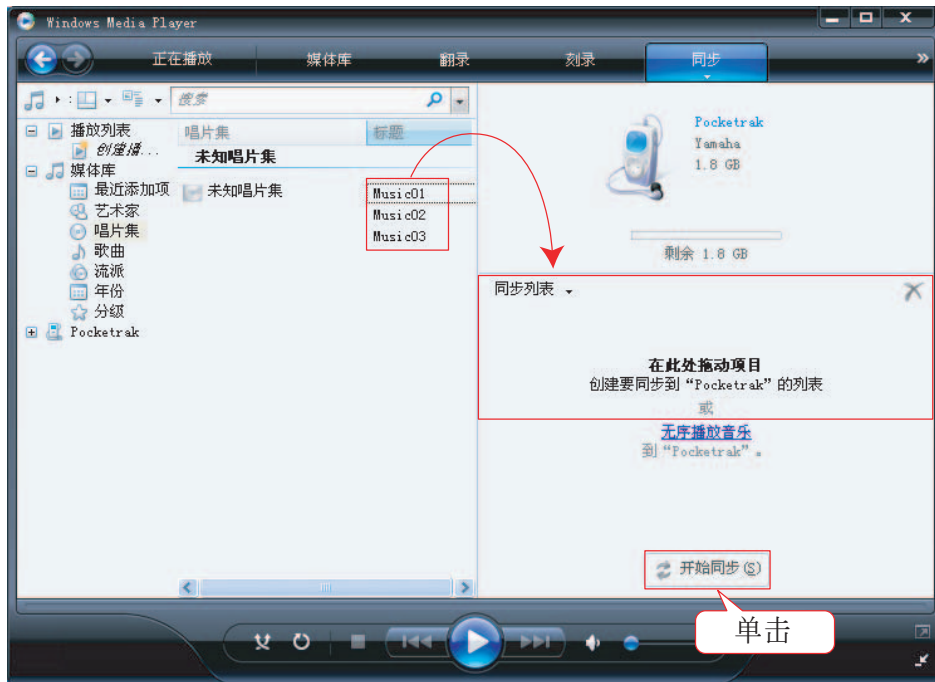 Windows Media Player
正在播放 媒体库 翻录 刻录 同步 »
搜索
播放列表
创建播...
媒体库
最近添加项
艺术家
唱片集
歌曲
流派
年份
分级
Pocketrak
唱片集 标题
未知唱片集
未知唱片集
Music01
Music02
Music03
Pocketrak
Yamaha
1.8 GB
剩余 1.8 GB
同步列表
在此处拖动项目
创建要同步到“Pocketrak”的列表
或
无序播放音乐
到“Pocketrak”。
开始同步(S)
单击